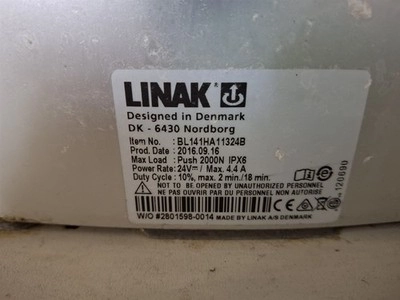 LINAK
Designed in Denmark
DK - 6430 Nordborg
Item No. : BL141HA11324B
Prod. Date : 2016.09.16
Max Load : Push 2000N IPX6
Power Rate: 24V⎓/ Max. 4.4 A
Duty Cycle : 10%, max. 2 min./18 min.
NOT TO BE OPENED BY UNAUTHORIZED PERSONNEL
NE PAS OUVRIR PAR DU PERSONNEL NON AUTORISE
120690
W/O #2801598-0014 MADE BY LINAK A/S DENMARK